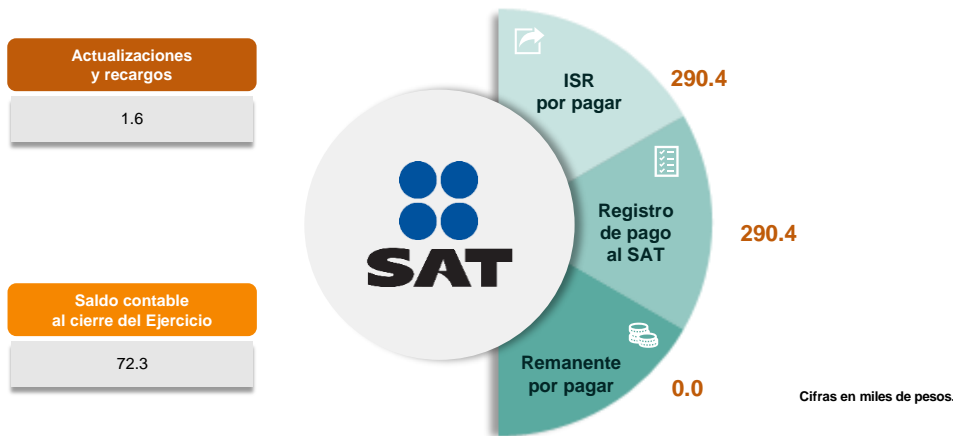 Actualizaciones
y recargos
1.6
Saldo contable
al cierre del Ejercicio
72.3
SAT
ISR
por pagar
290.4
Registro
de pago
al SAT
290.4
Remanente
por pagar
0.0
Cifras en miles de pesos.